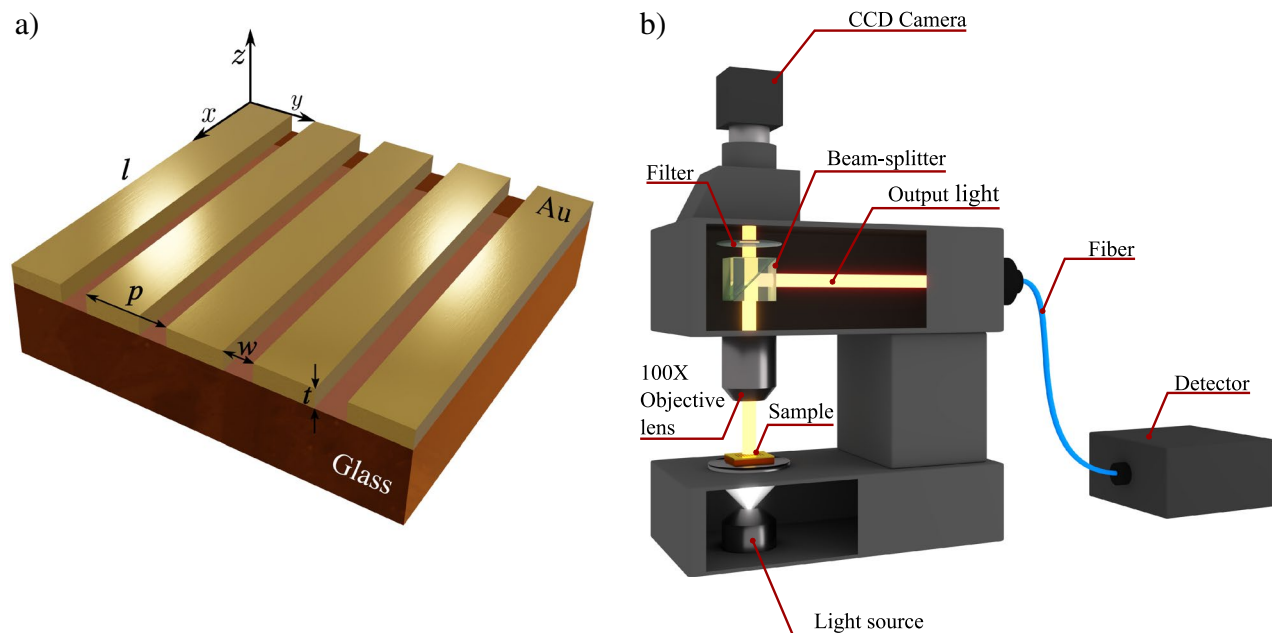 a)
z
y
x
l
Au
p
w
t
Glass
b)
CCD Camera
Filter
Beam-splitter
Output light
Fiber
100X
Objective
lens
Sample
Detector
Light source